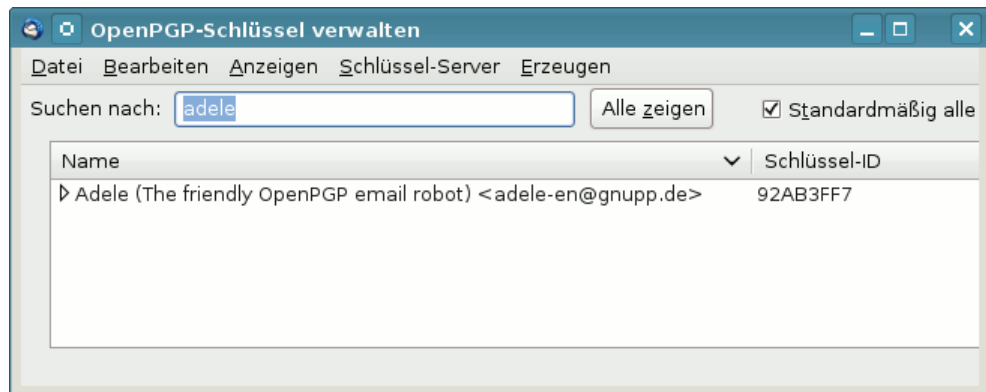 OpenPGP-Schlüssel verwalten
Datei Bearbeiten Anzeigen Schlüssel-Server Erzeugen
Suchen nach: adele Alle zeigen Standardmäßig alle
Name Schlüssel-ID
Adele (The friendly OpenPGP email robot) <adele-en@gnupp.de> 92AB3FF7